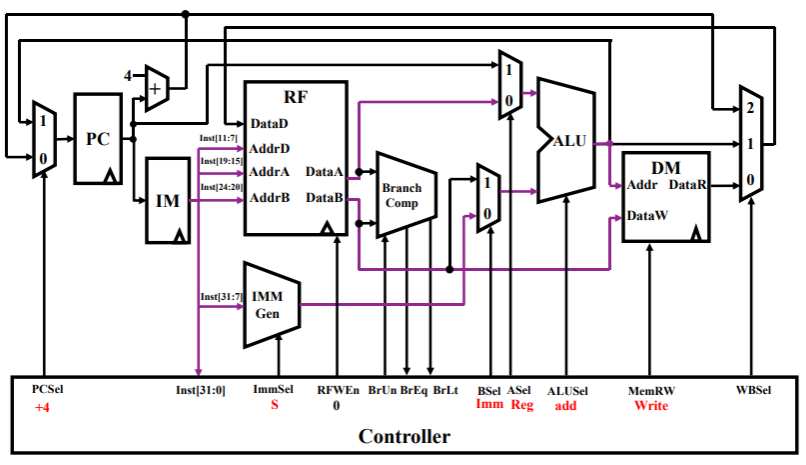 4
+
1
0
PC
IM
RF
DataD
AddrD
AddrA
AddrB
DataA
DataB
Inst[11:7]
Inst[19:15]
Inst[24:20]
Inst[31:7]
IMM
Gen
Branch
Comp
1
0
1
0
ALU
DM
Addr
DataR
DataW
2
1
0
PCSel
+4
Inst[31:0]
ImmSel
S
RFWEn
0
BrUn
BrEq
BrLt
BSel
Imm
ASel
Reg
ALUSel
add
MemRW
Write
WBSel
Controller